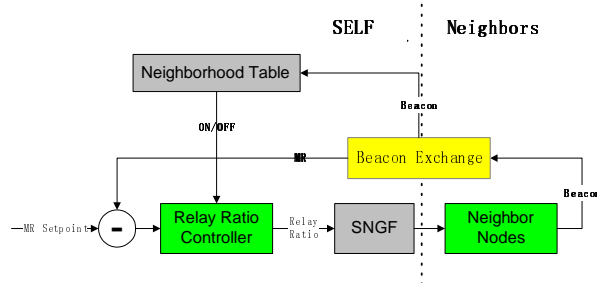 SELF Neighbors
Neighborhood Table
Beacon
ON/OFF
MR
Beacon Exchange
Beacon
MR Setpoint
-
Relay Ratio
Controller
Relay
Ratio
SNGF
Neighbor
Nodes